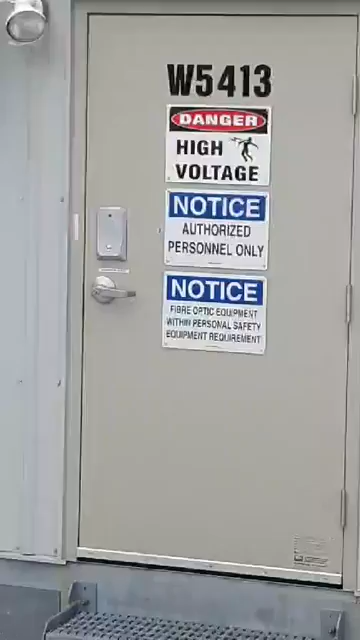 W5413
DANGER
HIGH
VOLTAGE
NOTICE
AUTHORIZED
PERSONNEL ONLY
NOTICE
FIBRE OPTIC EQUIPMENT
WITHIN PERSONAL SAFETY
EQUIPMENT REQUIREMENT